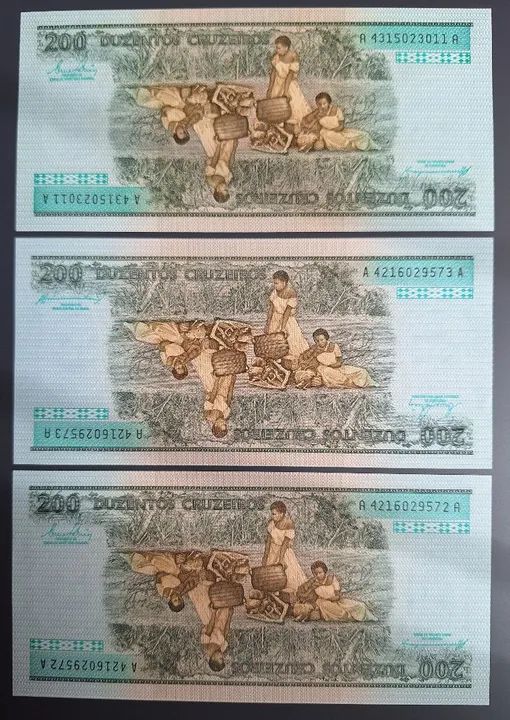 200 DUZENTOS CRUZEIROS A 4315023011 A
A 4315023011 A DUZENTOS CRUZEIROS 200
200 DUZENTOS CRUZEIROS A 4216029573 A
A 4216029573 A DUZENTOS CRUZEIROS 200
200 DUZENTOS CRUZEIROS A 4216029572 A
A 4216029572 A DUZENTOS CRUZEIROS 200